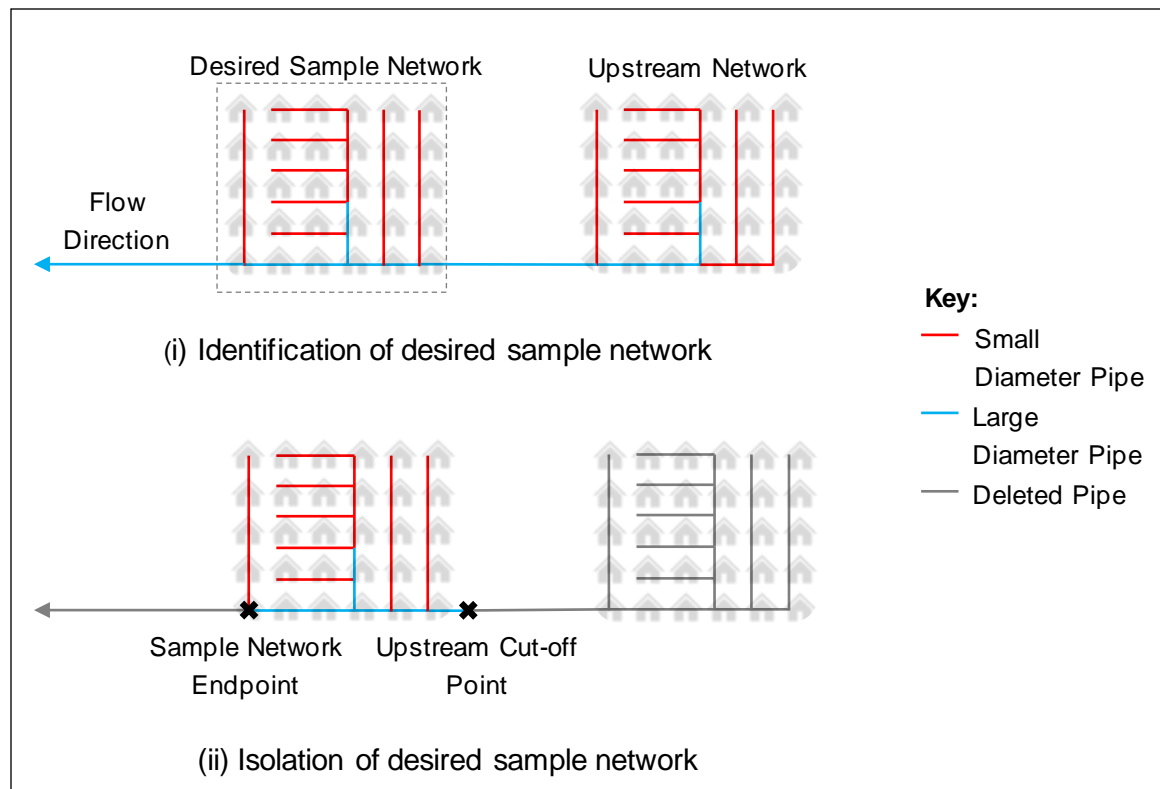 Desired Sample Network
Upstream Network
Flow
Direction
(i) Identification of desired sample network
Key:
Small
Diameter Pipe
Large
Diameter Pipe
Deleted Pipe
Sample Network
Endpoint
Upstream Cut-off
Point
(ii) Isolation of desired sample network